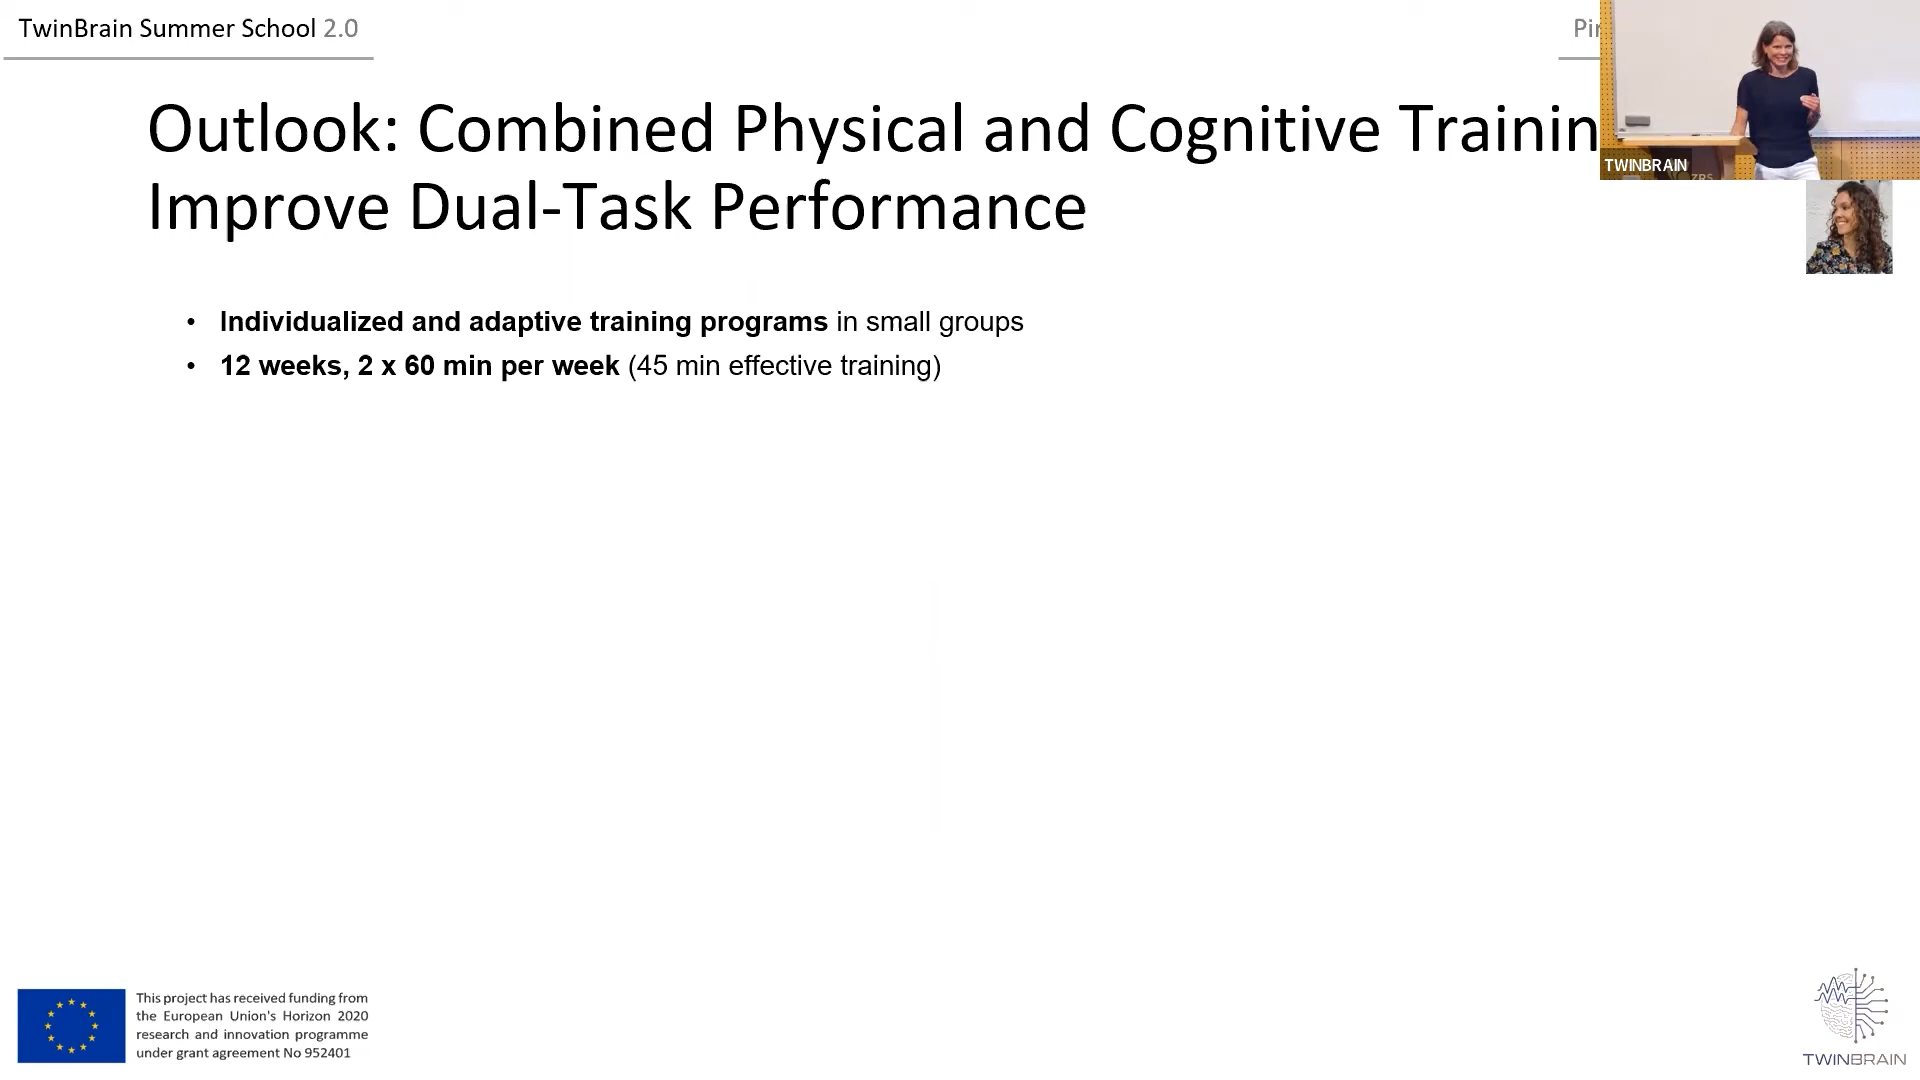 TwinBrain Summer School 2.0
Outlook: Combined Physical and Cognitive
Improve Dual-Task Performance
TWINBRAIN
• Individualized and adaptive training programs in small groups
• 12 weeks, 2 x 60 min per week (45 min effective training)
This project has received funding from
the European Union's Horizon 2020
research and innovation programme
under grant agreement No 952401
TWINBRAIN